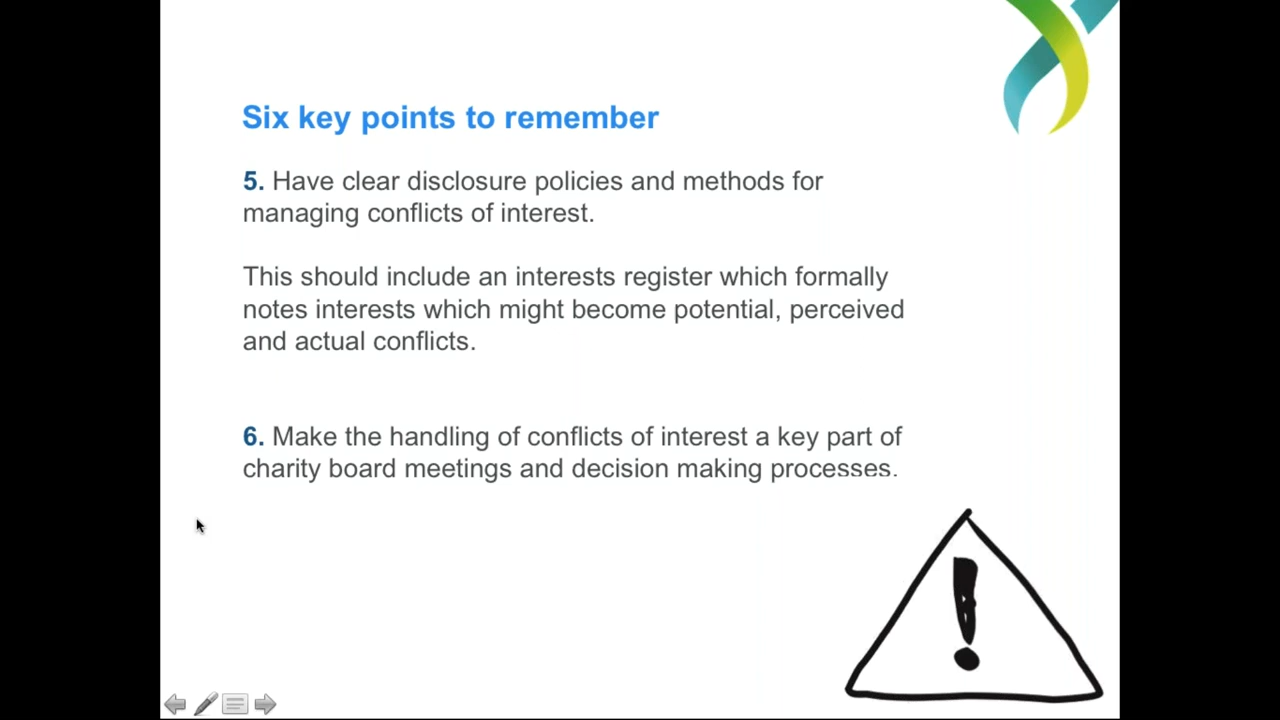 Six key points to remember
5. Have clear disclosure policies and methods for
managing conflicts of interest.
This should include an interests register which formally
notes interests which might become potential, perceived
and actual conflicts.
6. Make the handling of conflicts of interest a key part of
charity board meetings and decision making processes.
!